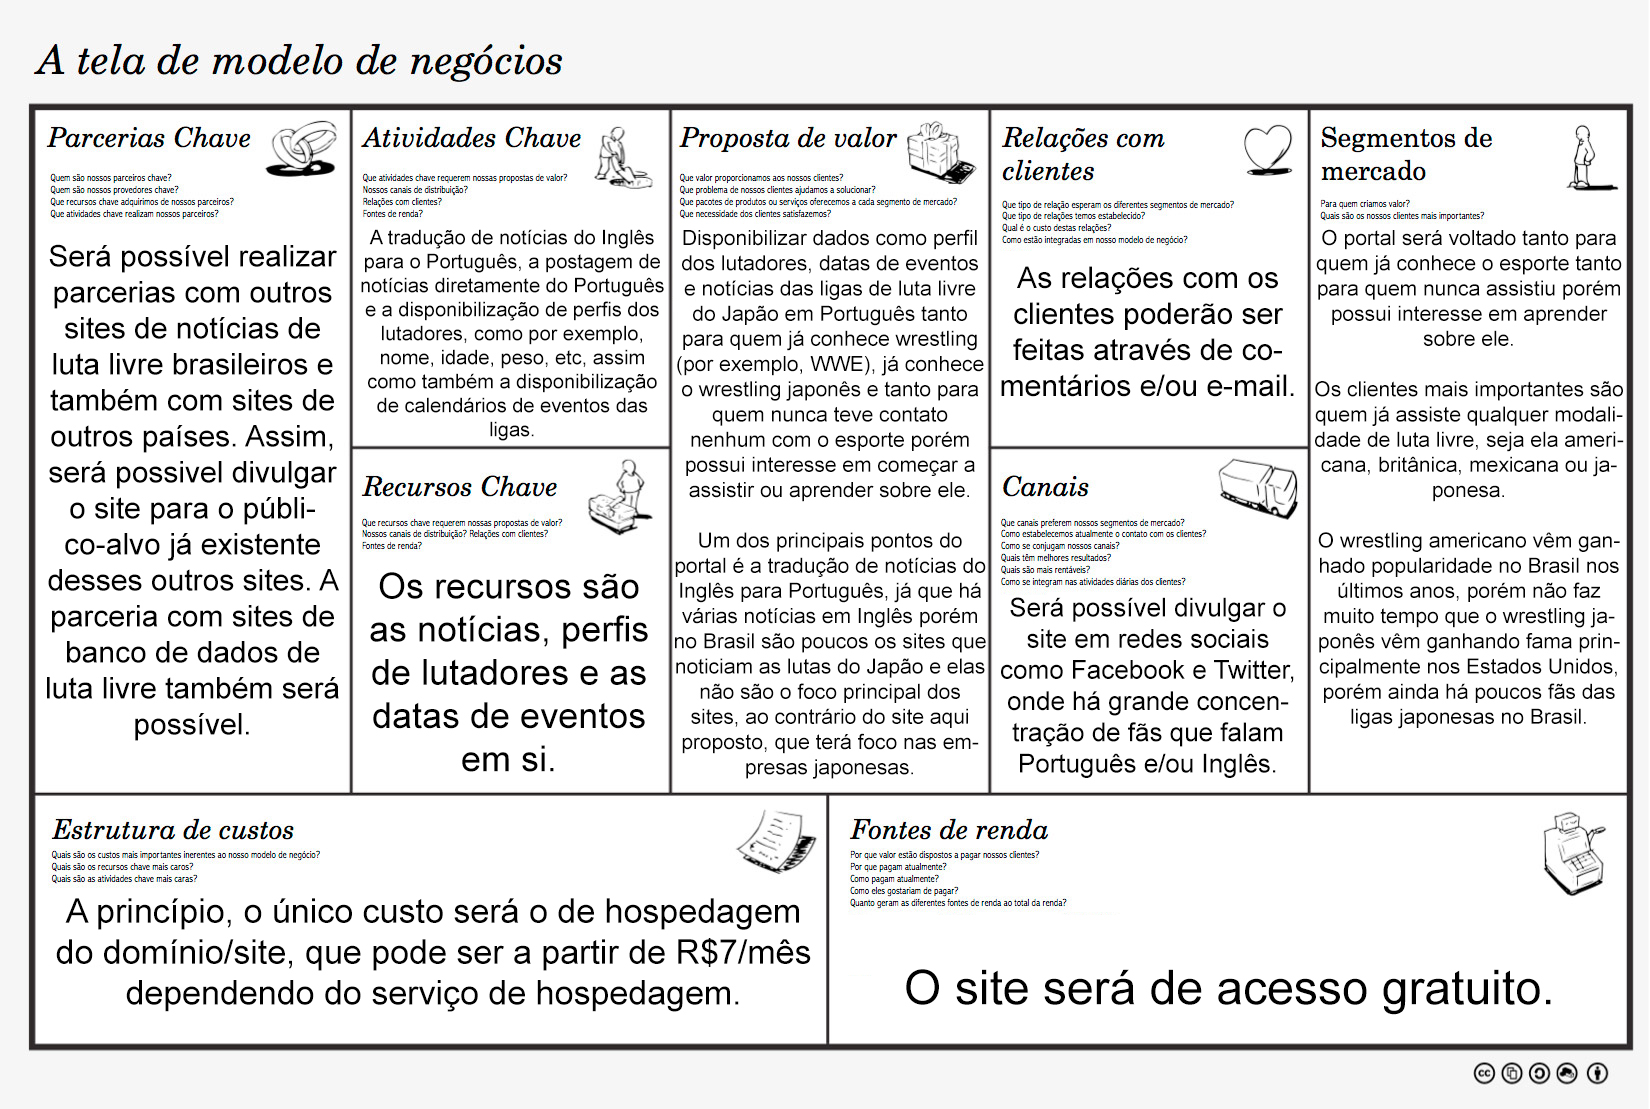 A tela de modelo de negócios
Parcerias Chave
Quem são nossos parceiros chave?
Quem são nossos provedores chave?
Que recursos chave adquirimos de nossos parceiros?
Que atividades chave realizam nossos parceiros?
Será possível realizar
parcerias com outros
sites de notícias de
luta livre brasileiros e
também com sites de
outros países. Assim,
será possivel divulgar
o site para o públi-
co-alvo já existente
desses outros sites. A
parceria com sites de
banco de dados de
luta livre também será
possível.
Atividades Chave
Que atividades chave requerem nossas propostas de valor?
Nossos canais de distribuição?
Relações com clientes?
Fontes de renda?
A tradução de notícias do Inglês
para o Português, a postagem de
notícias diretamente do Português
e a disponibilização de perfis dos
lutadores, como por exemplo,
nome, idade, peso, etc, assim
como também a disponibilização
de calendários de eventos das
ligas.
Recursos Chave
Que recursos chave requerem nossas propostas de valor?
Nossos canais de distribuição? Relações com clientes?
Fontes de renda?
Os recursos são
as notícias, perfis
de lutadores e as
datas de eventos
em si.
Proposta de valor
Que valor proporcionamos aos nossos clientes?
Que problema de nossos clientes ajudamos a solucionar?
Que pacotes de produtos ou serviços oferecemos a cada segmento de mercado?
Que necessidade dos clientes satisfazemos?
Disponibilizar dados como perfil
dos lutadores, datas de eventos
e notícias das ligas de luta livre
do Japão em Português tanto
para quem já conhece wrestling
(por exemplo, WWE), já conhece
o wrestling japonês e tanto para
quem nunca teve contato
nenhum com o esporte porém
possui interesse em começar a
assistir ou aprender sobre ele.
Um dos principais pontos do
portal é a tradução de notícias do
Inglês para Português, já que há
várias notícias em Inglês porém
no Brasil são poucos os sites que
noticiam as lutas do Japão e elas
não são o foco principal dos
sites, ao contrário do site aqui
proposto, que terá foco nas em-
presas japonesas.
Relações com
clientes
Que tipo de relação esperam os diferentes segmentos de mercado?
Que tipo de relações temos estabelecido?
Qual é o custo destas relações?
Como estão integradas em nosso modelo de negócio?
As relações com os
clientes poderão ser
feitas através de co-
mentários e/ou e-mail.
Canais
Que canais preferem nossos segmentos de mercado?
Como estabelecemos atualmente o contato com os clientes?
Como se conjugam nossos canais?
Quais têm melhores resultados?
Quais são mais rentáveis?
Como se integram nas atividades diárias dos clientes?
Será possível divulgar o
site em redes sociais
como Facebook e Twitter,
onde há grande concen-
tração de fãs que falam
Português e/ou Inglês.
Segmentos de
mercado
Para quem criamos valor?
Quais são os nossos clientes mais importantes?
O portal será voltado tanto para
quem já conhece o esporte tanto
para quem nunca assistiu porém
possui interesse em aprender
sobre ele.
Os clientes mais importantes são
quem já assiste qualquer modali-
dade de luta livre, seja ela ameri-
cana, britânica, mexicana ou ja-
ponesa.
O wrestling americano vêm gan-
hado popularidade no Brasil nos
últimos anos, porém não faz
muito tempo que o wrestling ja-
ponês vêm ganhando fama prin-
cipalmente nos Estados Unidos,
porém ainda há poucos fãs das
ligas japonesas no Brasil.
Estrutura de custos
Quais são os custos mais importantes inerentes ao nosso modelo de negócio?
Quais são os recursos chave mais caros?
Quais são as atividades chave mais caras?
A princípio, o único custo será o de hospedagem
do domínio/site, que pode ser a partir de R$7/mês
dependendo do serviço de hospedagem.
Fontes de renda
Por que valor estão dispostos a pagar nossos clientes?
Por que pagam atualmente?
Como pagam atualmente?
Como eles gostariam de pagar?
Quanto geram as diferentes fontes de renda ao total da renda?
O site será de acesso gratuito.
cc